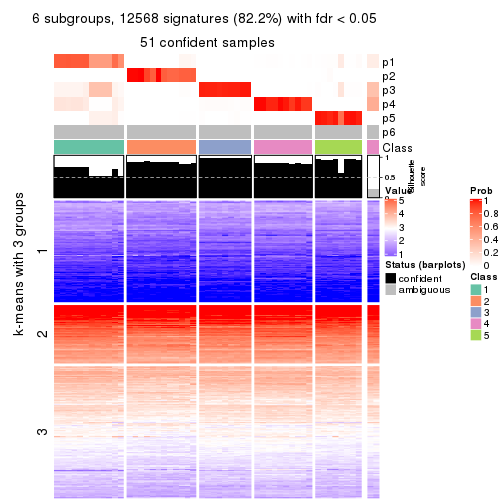 6 subgroups, 12568 signatures (82.2%) with fdr < 0.05
51 confident samples
p1
p2
p3
p4
p5
p6
Class
1
0.5
0
Silhouette
score
k-means with 3 groups
1
2
3
Value
5
4
3
2
1
Status (barplots)
confident
ambiguous
Prob
1
0.8
0.6
0.4
0.2
0
Class
1
2
3
4
5